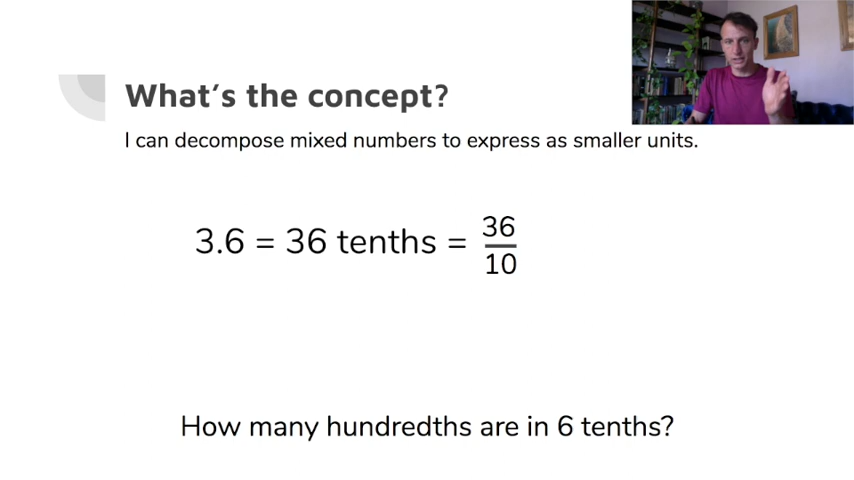 What's the concept?
I can decompose mixed numbers to express as smaller units.
3.6 = 36 tenths = 36/10
How many hundredths are in 6 tenths?